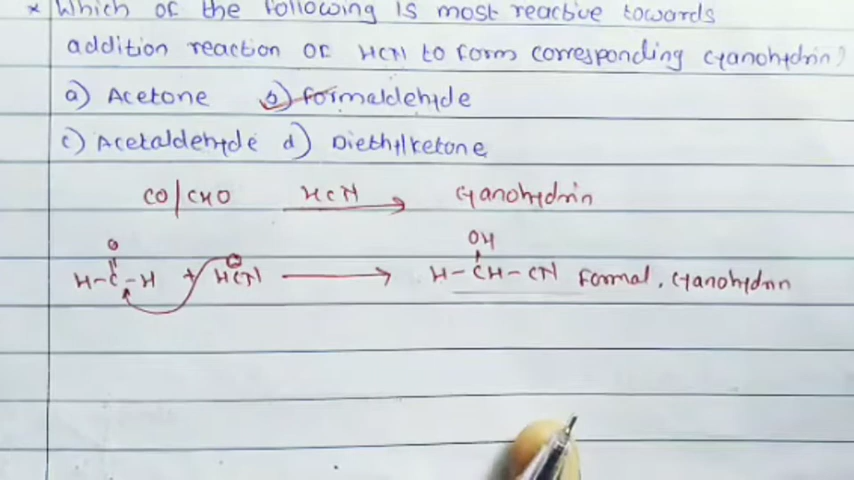 * Which of the following is most reactive towards
addition reaction of HCN to form corresponding cyanohydrin?
a) Acetone b) formaldehyde
c) Acetaldehyde d) Diethylketone
CO/CHO HCN → cyanohydrin
O OH
H-C-H + HCN → H-CH-CN Formal, cyanohydrin